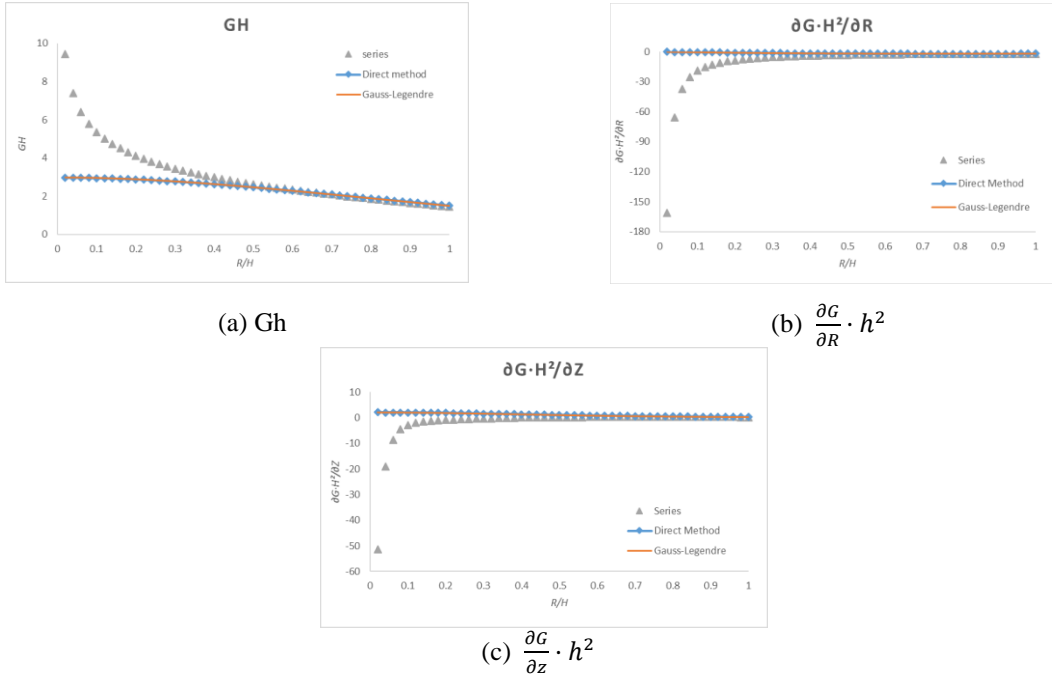 GH
10
8
6
4
2
0
GH
series
Direct method
Gauss-Legendre
0 0.1 0.2 0.3 0.4 0.5 0.6 0.7 0.8 0.9 1
R/H
∂G·H²/∂R
0
-30
-60
-90
-120
-150
-180
∂G·H²/∂R
Series
Direct Method
Gauss-Legendre
0 0.1 0.2 0.3 0.4 0.5 0.6 0.7 0.8 0.9 1
R/H
(a) Gh
(b) ∂G/∂R · h²
∂G·H²/∂Z
10
0
-10
-20
-30
-40
-50
-60
∂G·H²/∂Z
Series
Direct Method
Gauss-Legendre
0 0.1 0.2 0.3 0.4 0.5 0.6 0.7 0.8 0.9 1
R/H
(c) ∂G/∂z · h²